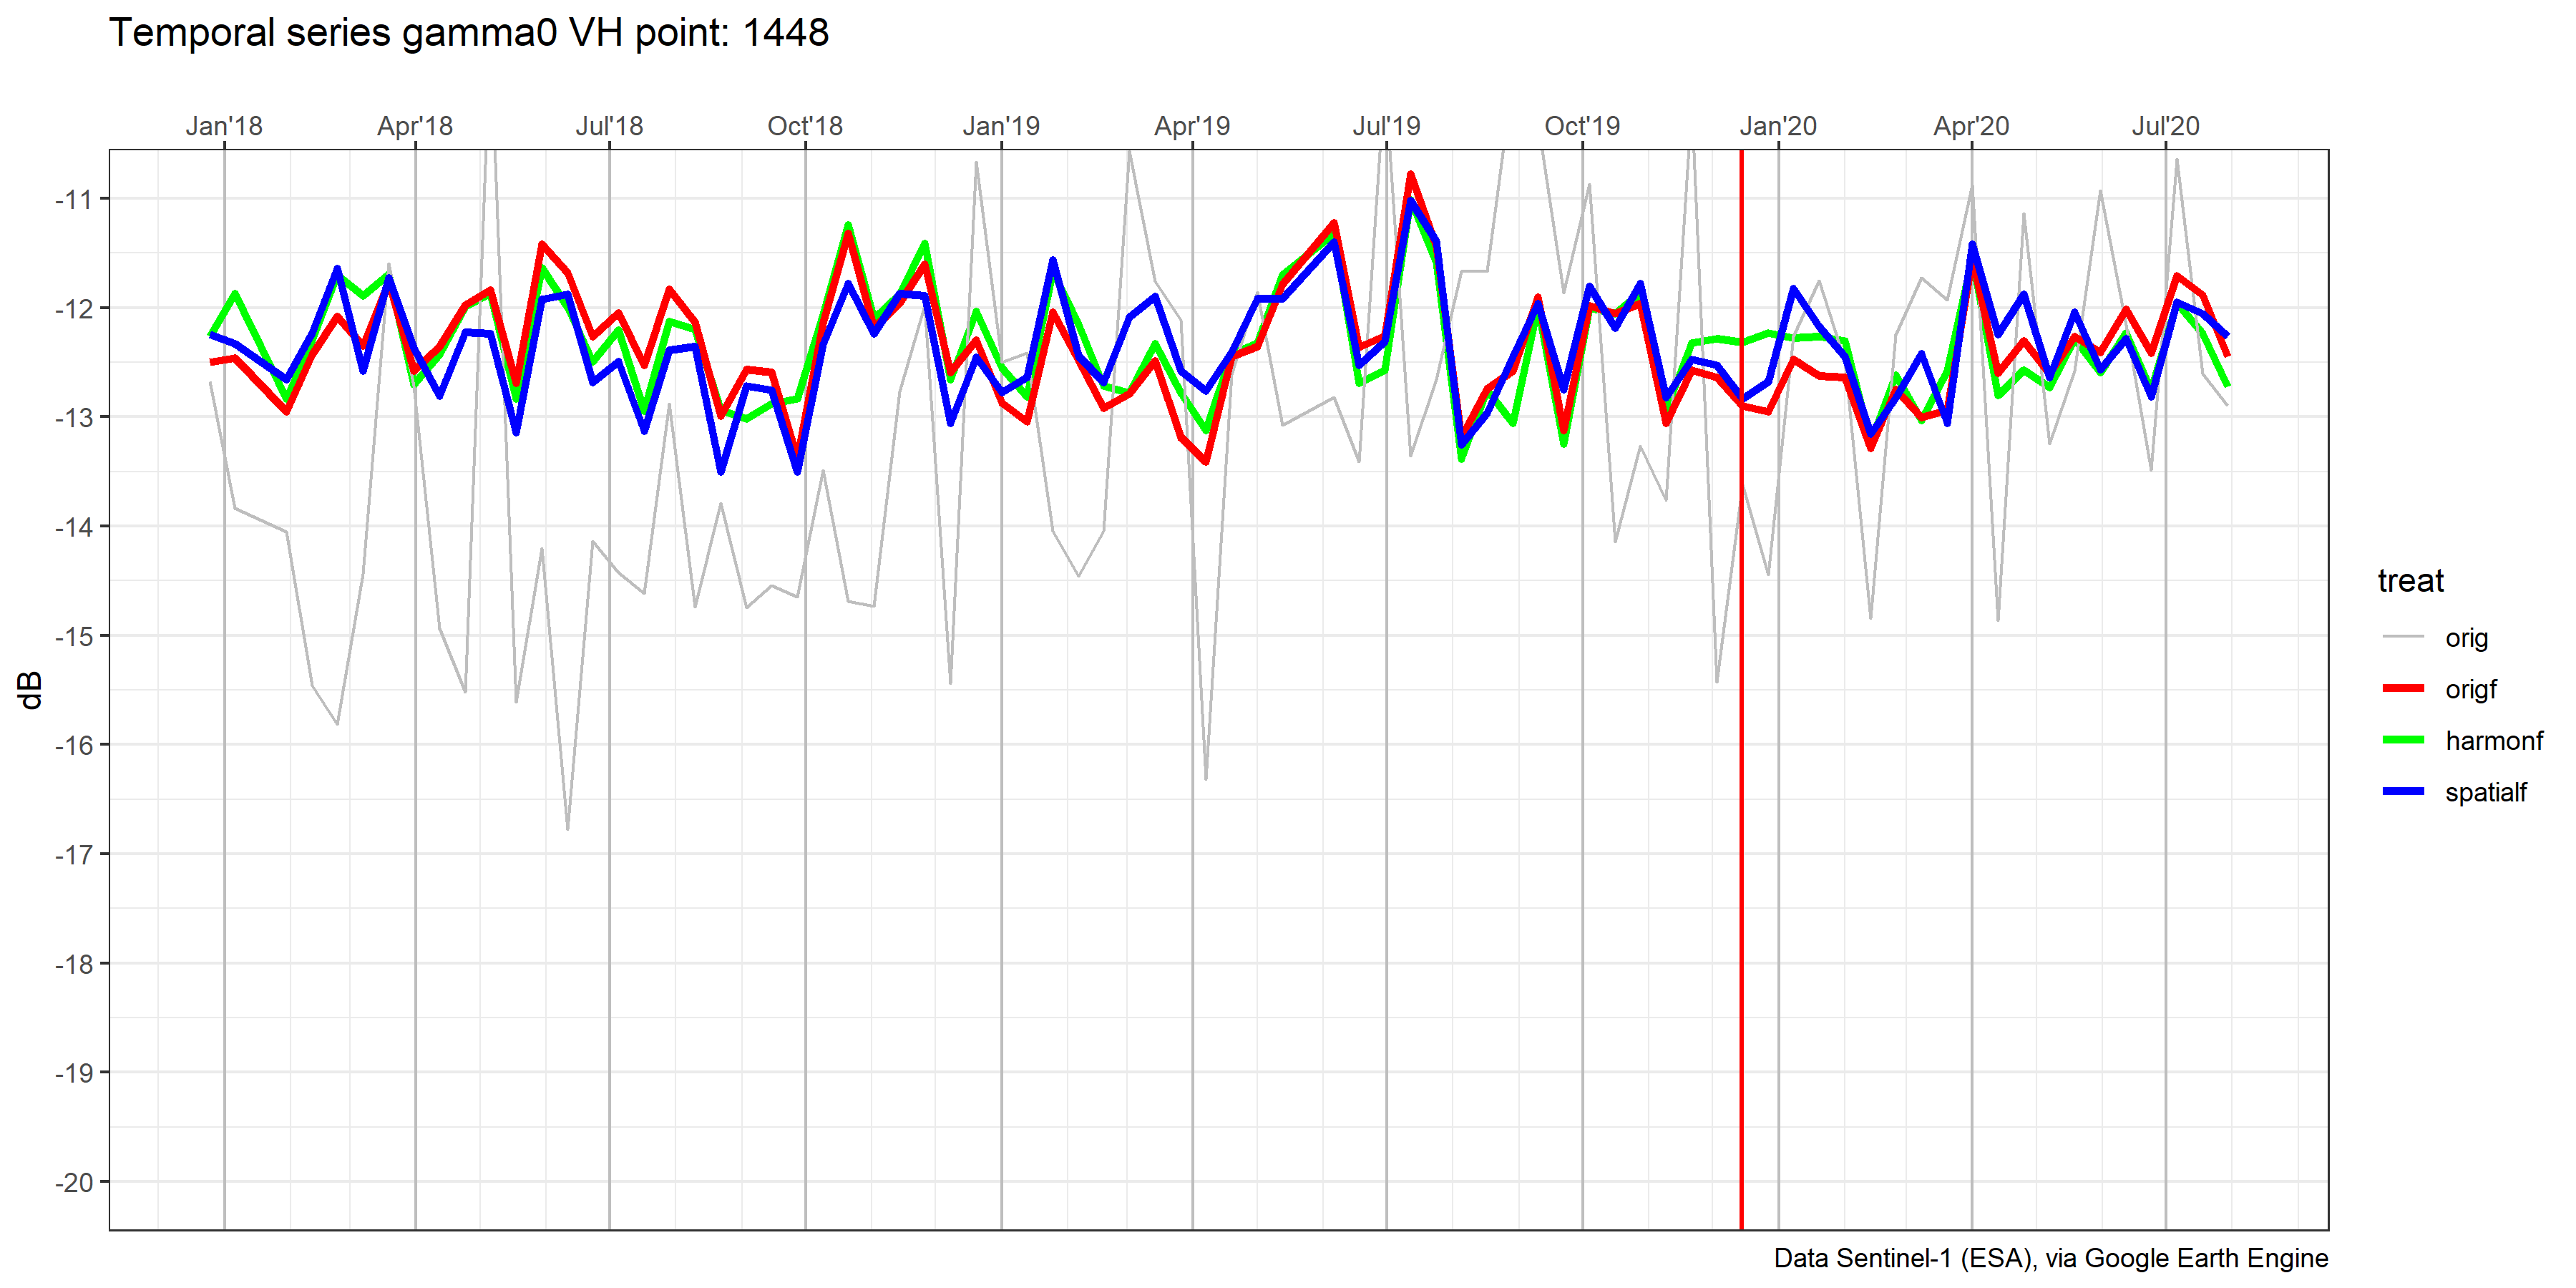 Temporal series gamma0 VH point: 1448
Jan'18 Apr'18 Jul'18 Oct'18 Jan'19 Apr'19 Jul'19 Oct'19 Jan'20 Apr'20 Jul'20
-11
-12
-13
-14
-15
-16
-17
-18
-19
-20
dB
treat
orig
origf
harmonf
spatialf
Data Sentinel-1 (ESA), via Google Earth Engine